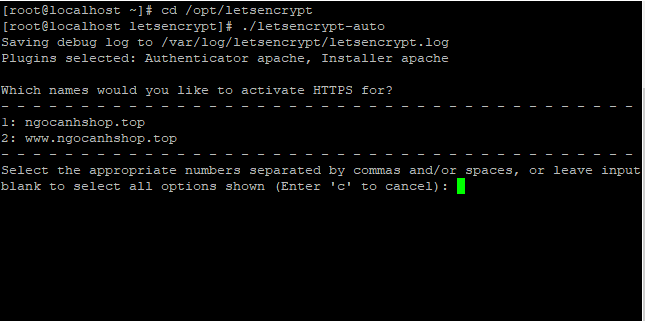 [root@localhost ~]# cd /opt/letsencrypt
[root@localhost letsencrypt]# ./letsencrypt-auto
Saving debug log to /var/log/letsencrypt/letsencrypt.log
Plugins selected: Authenticator apache, Installer apache

Which names would you like to activate HTTPS for?
- - - - - - - - - - - - - - - - - - - - - - - - - - - - - - - - - - - - - - - -
1: ngocanhshop.top
2: www.ngocanhshop.top
- - - - - - - - - - - - - - - - - - - - - - - - - - - - - - - - - - - - - - - -
Select the appropriate numbers separated by commas and/or spaces, or leave input
blank to select all options shown (Enter 'c' to cancel):